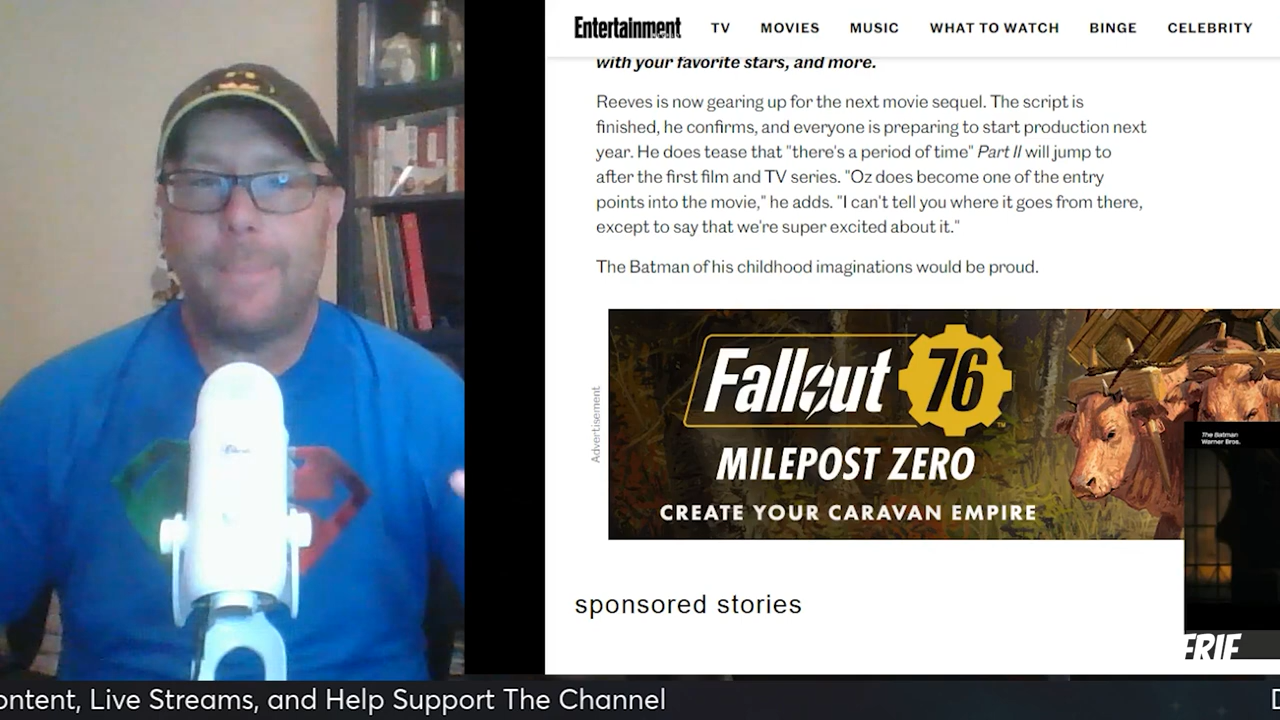 Entertainment
TV MOVIES MUSIC WHAT TO WATCH BINGE CELEBRITY
with your favorite stars, and more.
Reeves is now gearing up for the next movie sequel. The script is
finished, he confirms, and everyone is preparing to start production next
year. He does tease that "there's a period of time" Part II will jump to
after the first film and TV series. "Oz does become one of the entry
points into the movie," he adds. "I can't tell you where it goes from there,
except to say that we're super excited about it."
The Batman of his childhood imaginations would be proud.
Advertisement
Fallout 76
TM
MILEPOST ZERO
CREATE YOUR CARAVAN EMPIRE
The Batman
Warner Bros.
sponsored stories
ERIF
ontent, Live Streams, and Help Support The Channel
D